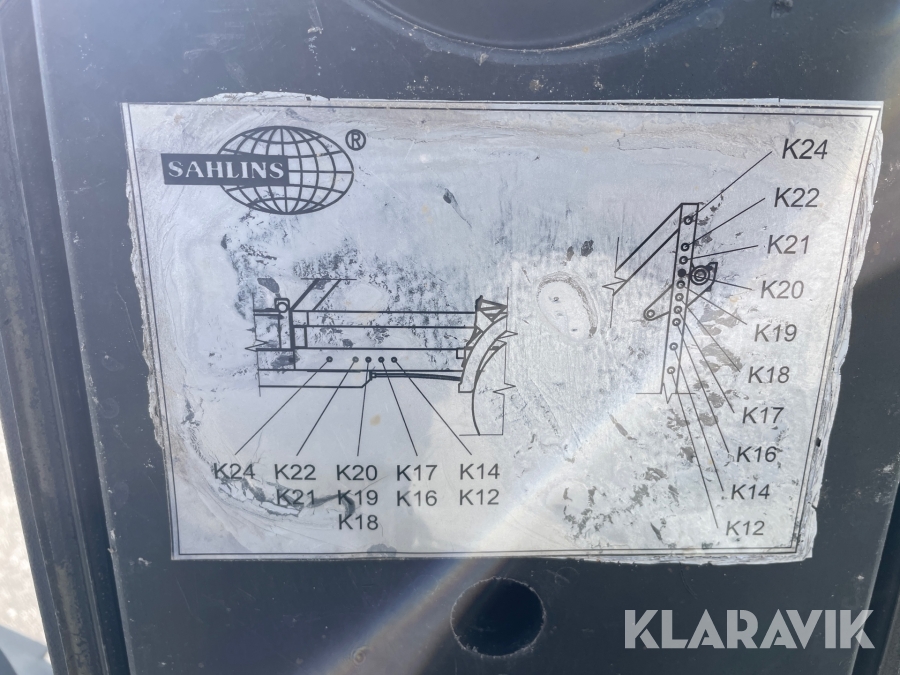 SAHLINS ®
K24
K22
K21
K20
K19
K18
K17
K16
K14
K12
K24 K22 K20 K17 K14
K21 K19 K16 K12
K18
KLARAVIK